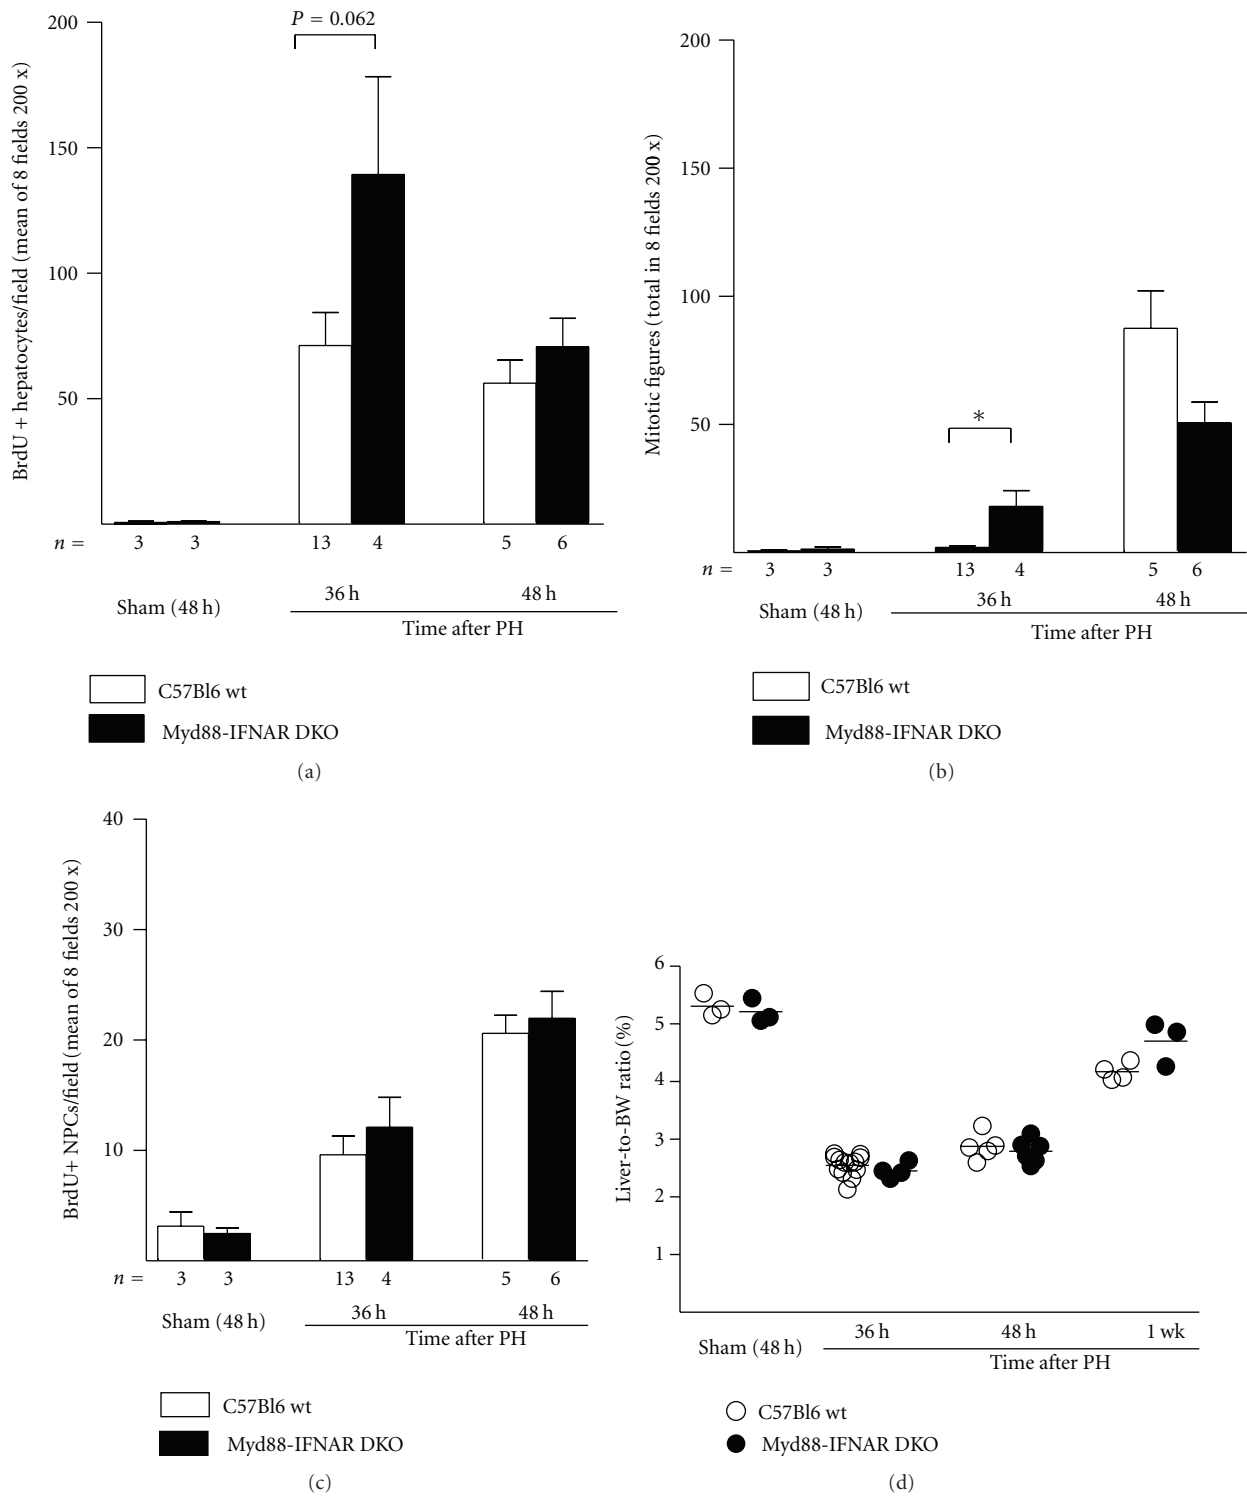 BrdU + hepatocytes/field (mean of 8 fields 200 x)
200
150
100
50
P = 0.062
n =
3 3 13 4 5 6
Sham (48 h)
36 h 48 h
Time after PH
C57Bl6 wt
Myd88-IFNAR DKO
(a)
Mitotic figures (total in 8 fields 200 x)
200
150
100
50
*
n =
3 3 13 4 5 6
Sham (48 h)
36 h 48 h
Time after PH
C57Bl6 wt
Myd88-IFNAR DKO
(b)
BrdU+ NPCs/field (mean of 8 fields 200 x)
40
30
20
10
n =
3 3 13 4 5 6
Sham (48 h)
36 h 48 h
Time after PH
C57Bl6 wt
Myd88-IFNAR DKO
(c)
Liver-to-BW ratio (%)
6
5
4
3
2
1
Sham (48 h)
36 h 48 h 1 wk
Time after PH
C57Bl6 wt
Myd88-IFNAR DKO
(d)